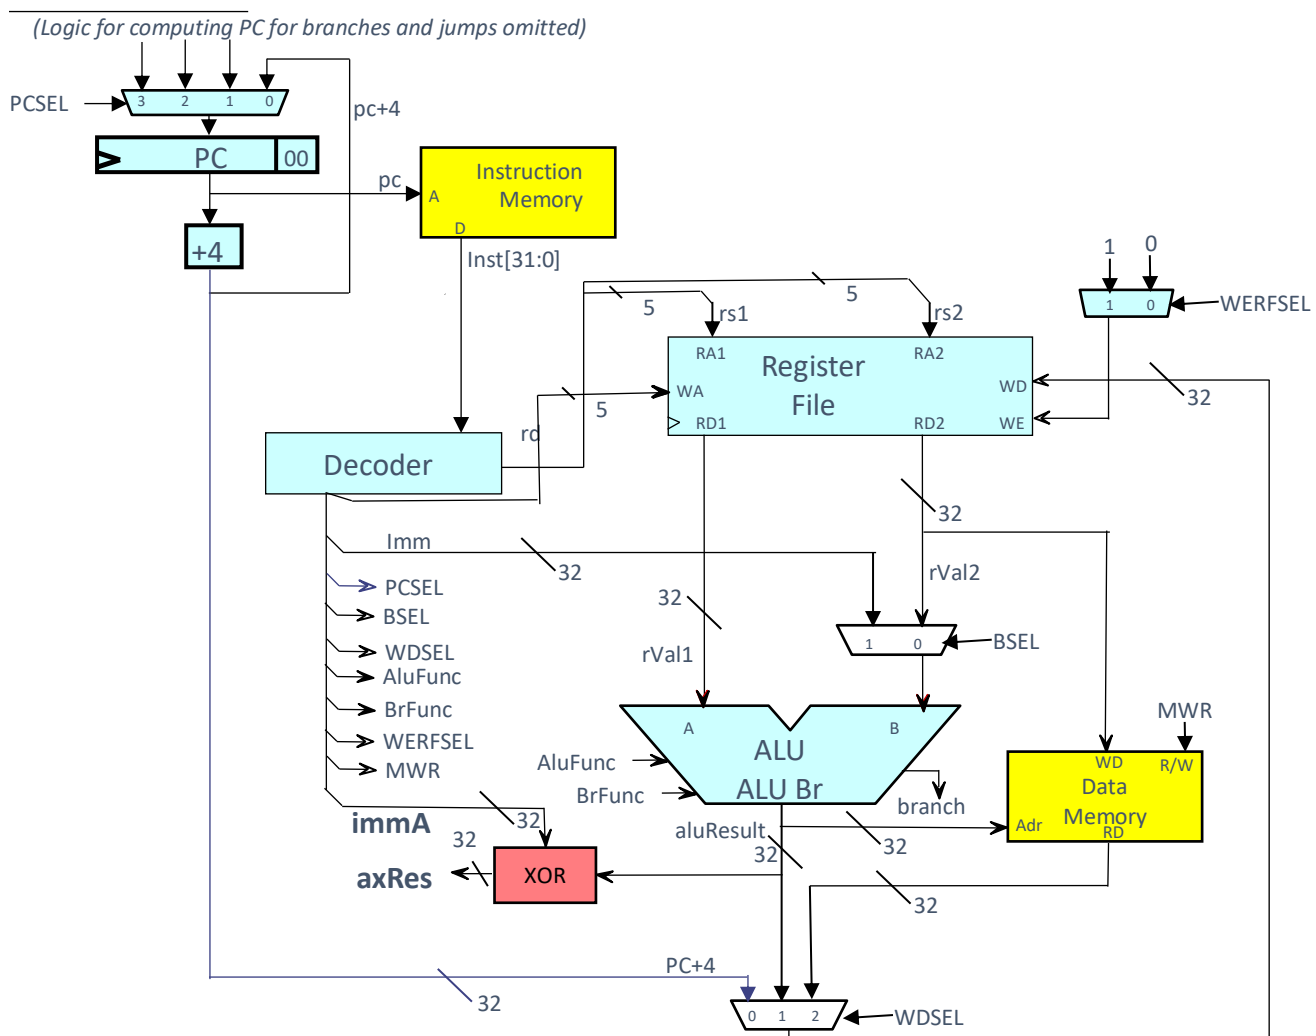 (Logic for computing PC for branches and jumps omitted)
PCSEL
3 2 1 0
pc+4
PC 00
pc
Instruction
Memory
A
D
+4
Inst[31:0]
1 0
5
5
rs1
rs2
1 0
WERFSEL
RA1
RA2
Register
File
WA
WD
32
5
RD1
RD2
WE
rd
Decoder
32
Imm
32
rVal2
PCSEL
32
BSEL
1 0
BSEL
WDSEL
rVal1
AluFunc
BrFunc
MWR
A
B
WERFSEL
ALU
AluFunc
WD
R/W
MWR
ALU Br
Data
BrFunc
branch
Memory
immA
32
aluResult
Adr
RD
32
32
32
axRes
XOR
32
PC+4
32
0 1 2
WDSEL